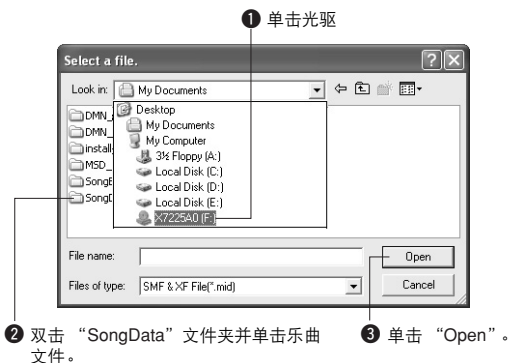 ❶ 单击光驱
Select a file.
Look in: My Documents
Desktop
My Documents
My Computer
3½ Floppy (A:)
Local Disk (C:)
Local Disk (D:)
Local Disk (E:)
X7225A0 (F:)
DMN_
DMN_
install
MSD_
SongE
File name: Open
Files of type: SMF & XF File(*.mid) Cancel
❷ 双击 “SongData”文件夹并单击乐曲
文件。
❸ 单击 “Open”。